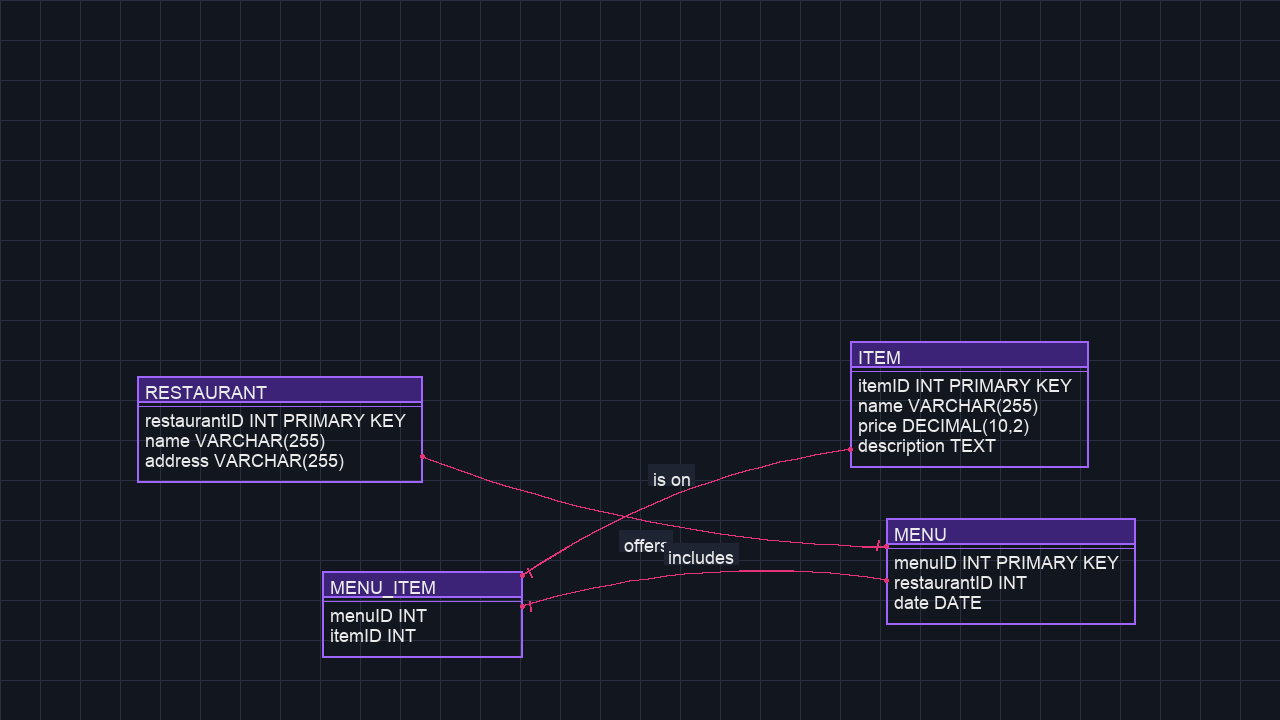 RESTAURANT
restaurantID INT PRIMARY KEY
name VARCHAR(255)
address VARCHAR(255)
ITEM
itemID INT PRIMARY KEY
name VARCHAR(255)
price DECIMAL(10,2)
description TEXT
is on
offers
includes
MENU
menuID INT PRIMARY KEY
restaurantID INT
date DATE
MENU_ITEM
menuID INT
itemID INT